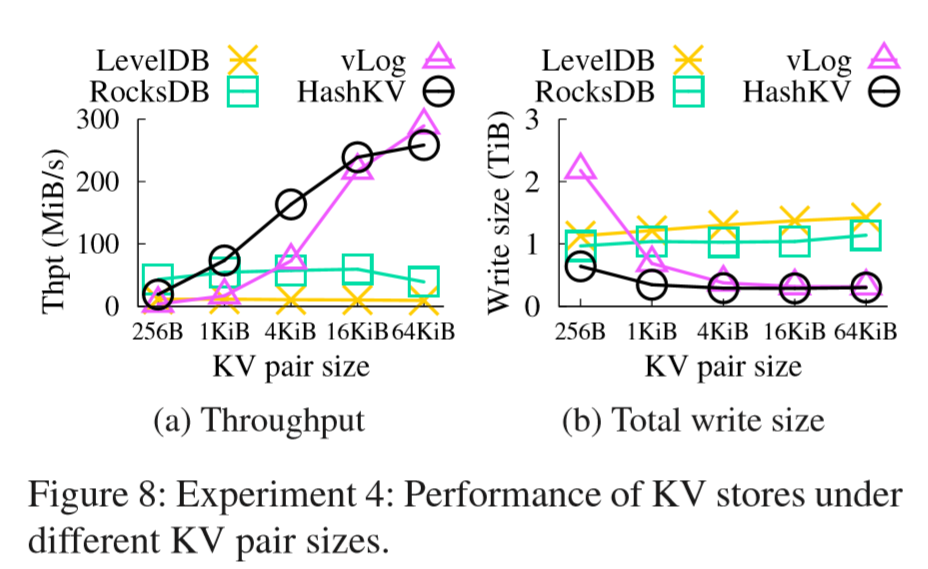 LevelDB vLog
RocksDB HashKV
300
200
100
0
Thpt (MiB/s)
256B 1KiB 4KiB 16KiB 64KiB
KV pair size
(a) Throughput
LevelDB vLog
RocksDB HashKV
3
2
1
0
Write size (TiB)
256B 1KiB 4KiB 16KiB 64KiB
KV pair size
(b) Total write size
Figure 8: Experiment 4: Performance of KV stores under
different KV pair sizes.